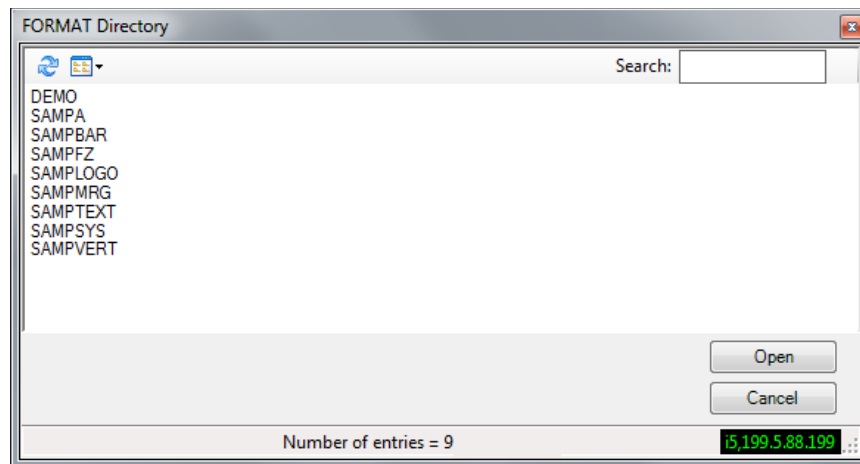 FORMAT Directory
Search:
DEMO
SAMPA
SAMPBAR
SAMPFZ
SAMPLOGO
SAMPMRG
SAMPTEXT
SAMPSYS
SAMPVERT
Open
Cancel
Number of entries = 9
i5,199.5.88.199